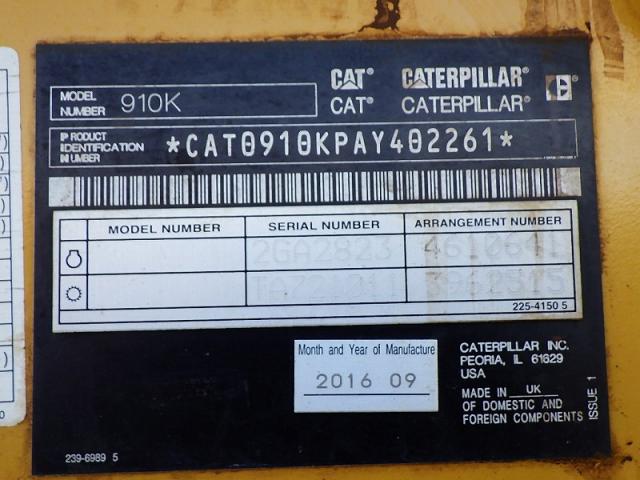 CAT® CATERPILLAR®
MODEL NUMBER 910K
CAT® CATERPILLAR®
PRODUCT IDENTIFICATION NUMBER *CAT0910KPAY402261*
MODEL NUMBER SERIAL NUMBER ARRANGEMENT NUMBER
2GA2823 4610641
225-4150 5
Month and Year of Manufacture
2016 09
CATERPILLAR INC.
PEORIA, IL 61629
USA
MADE IN UK
OF DOMESTIC AND
FOREIGN COMPONENTS
ISSUE 1
239-6989 5